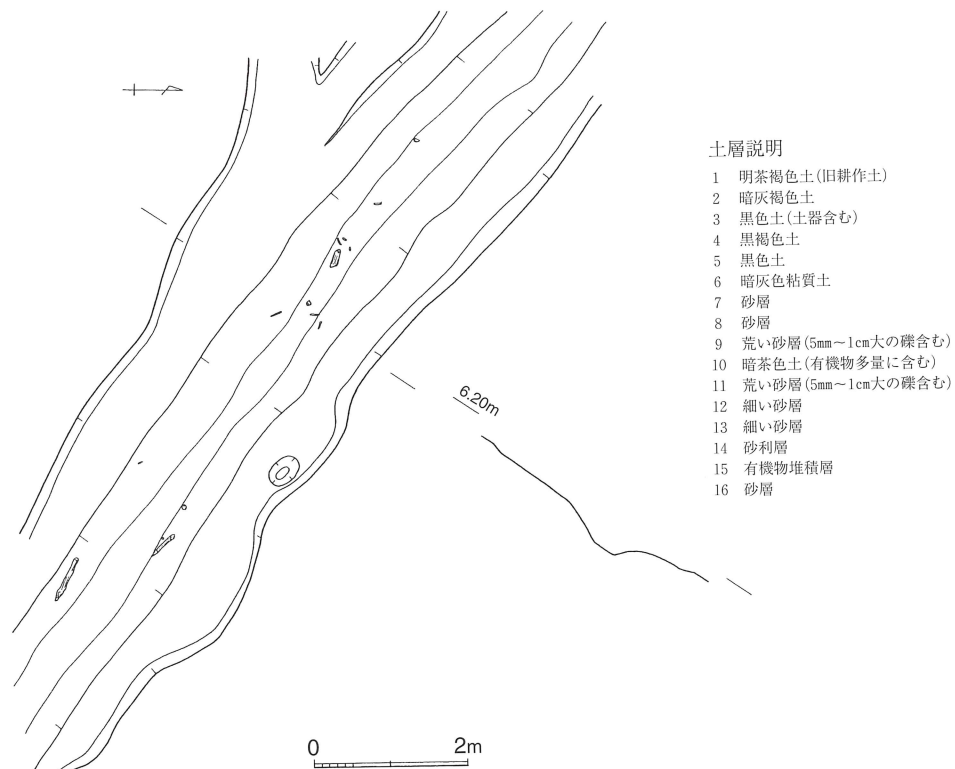 土層説明
1 明茶褐色土(旧耕作土)
2 暗灰褐色土
3 黒色土(土器含む)
4 黒褐色土
5 黒色土
6 暗灰色粘質土
7 砂層
8 砂層
9 荒い砂層(5mm〜1cm大の礫含む)
10 暗茶色土(有機物多量に含む)
11 荒い砂層(5mm〜1cm大の礫含む)
12 細い砂層
13 細い砂層
14 砂利層
15 有機物堆積層
16 砂層
6.20m
0 2m